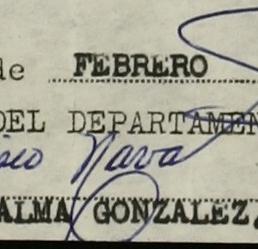 de FEBRERO
DEL DEPARTAMEN
Nava
ALMA GONZALEZ,